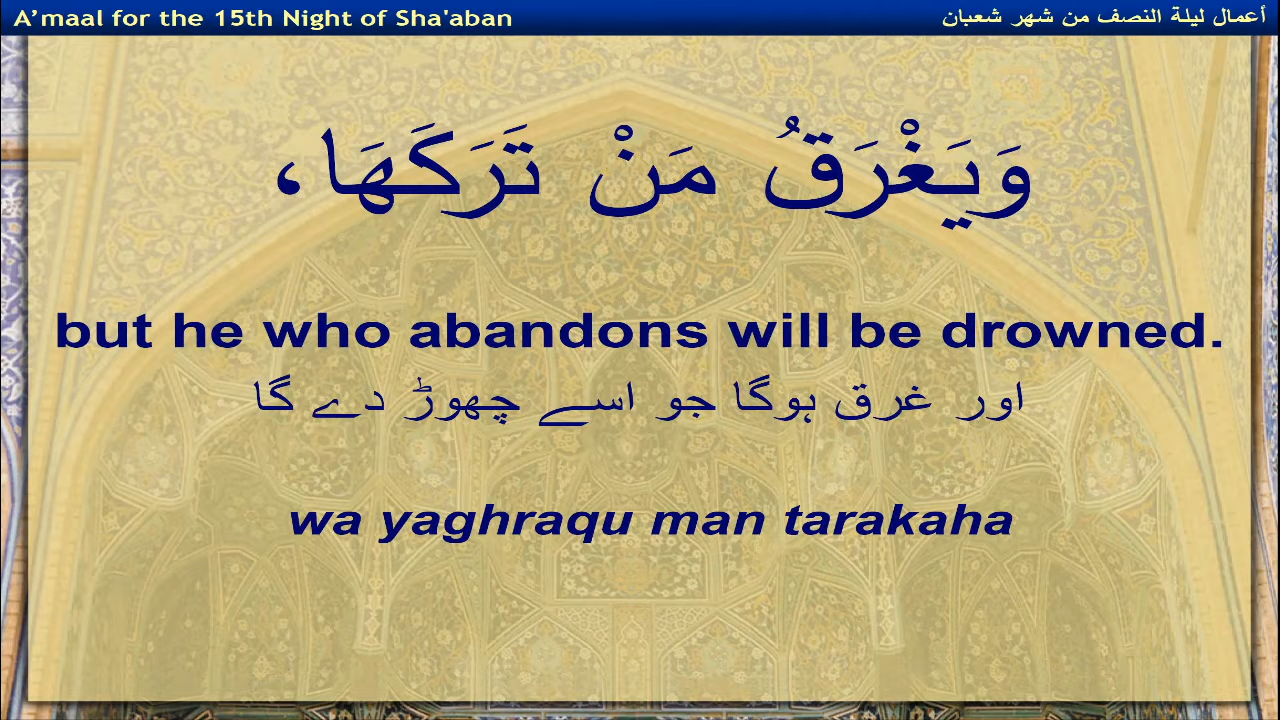 A’maal for the 15th Night of Sha'aban
أعمال ليلة النصف من شهر شعبان
وَيَغْرَقُ مَنْ تَرَكَهَا،
but he who abandons will be drowned.
اور غرق ہوگا جو اسے چھوڑ دے گا
wa yaghraqu man tarakaha